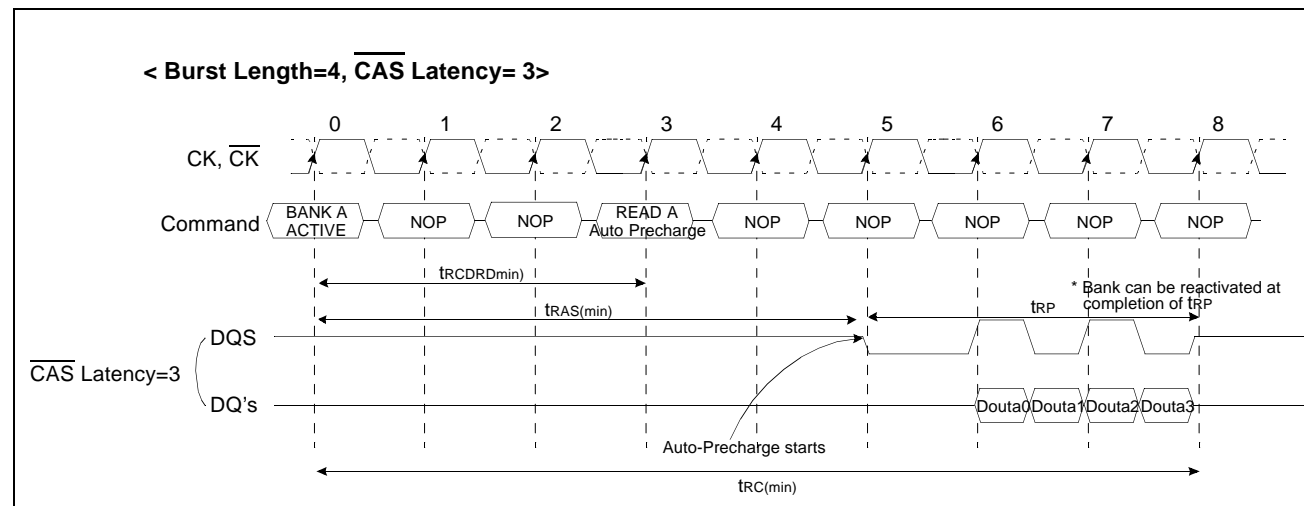 < Burst Length=4, CAS Latency= 3>
0 1 2 3 4 5 6 7 8
CK, CK
Command
BANK A
ACTIVE
NOP
NOP
READ A
Auto Precharge
NOP
NOP
NOP
NOP
NOP
tRCDRDmin)
tRAS(min)
tRP
* Bank can be reactivated at
completion of tRP
DQS
CAS Latency=3
DQ's
Douta0 Douta1 Douta2 Douta3
Auto-Precharge starts
tRC(min)